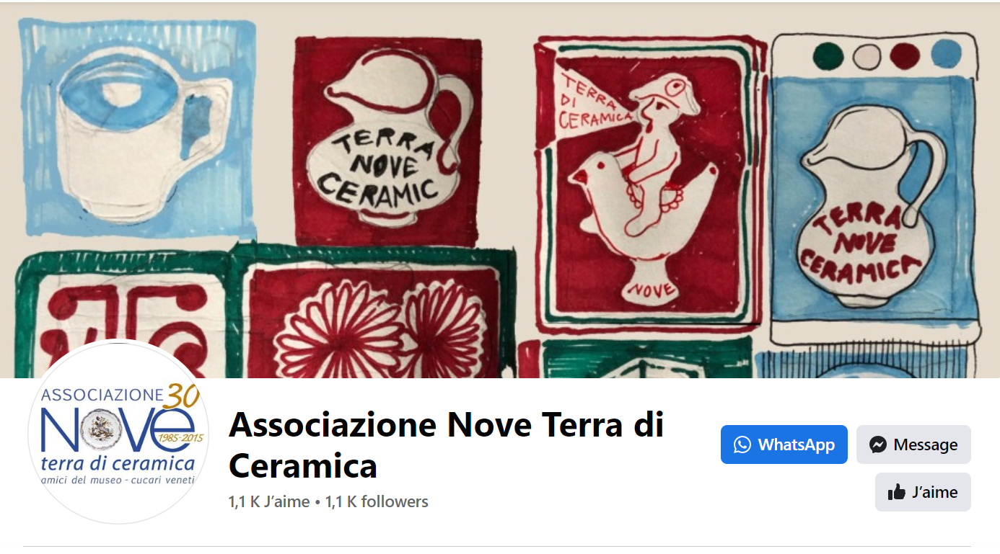 TERRA
NOVE
CERAMIC
TERRA
DI
CERAMICA
NOVE
TERRA
NOVE
CERAMICA
ASSOCIAZIONE 30
NOVe
1985-2015
terra di ceramica
amici del museo - cucari veneti
Associazione Nove Terra di
Ceramica
1,1 K J’aime • 1,1 K followers
WhatsApp
Message
J’aime